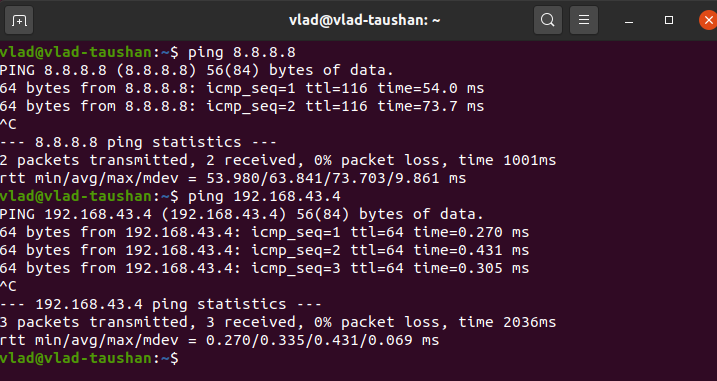 vlad@vlad-taushan: ~
vlad@vlad-taushan:~$ ping 8.8.8.8
PING 8.8.8.8 (8.8.8.8) 56(84) bytes of data.
64 bytes from 8.8.8.8: icmp_seq=1 ttl=116 time=54.0 ms
64 bytes from 8.8.8.8: icmp_seq=2 ttl=116 time=73.7 ms
^C
--- 8.8.8.8 ping statistics ---
2 packets transmitted, 2 received, 0% packet loss, time 1001ms
rtt min/avg/max/mdev = 53.980/63.841/73.703/9.861 ms
vlad@vlad-taushan:~$ ping 192.168.43.4
PING 192.168.43.4 (192.168.43.4) 56(84) bytes of data.
64 bytes from 192.168.43.4: icmp_seq=1 ttl=64 time=0.270 ms
64 bytes from 192.168.43.4: icmp_seq=2 ttl=64 time=0.431 ms
64 bytes from 192.168.43.4: icmp_seq=3 ttl=64 time=0.305 ms
^C
--- 192.168.43.4 ping statistics ---
3 packets transmitted, 3 received, 0% packet loss, time 2036ms
rtt min/avg/max/mdev = 0.270/0.335/0.431/0.069 ms
vlad@vlad-taushan:~$